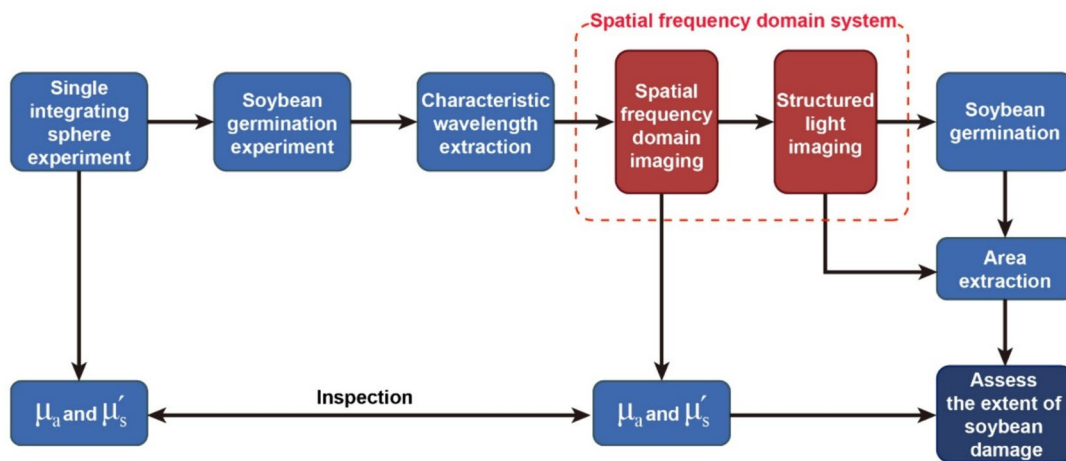 Spatial frequency domain system
Single
integrating
sphere
experiment
Soybean
germination
experiment
Characteristic
wavelength
extraction
Spatial
frequency
domain
imaging
Structured
light
imaging
Soybean
germination
Area
extraction
μₐ and μ′ₛ
Inspection
μₐ and μ′ₛ
Assess
the extent of
soybean
damage